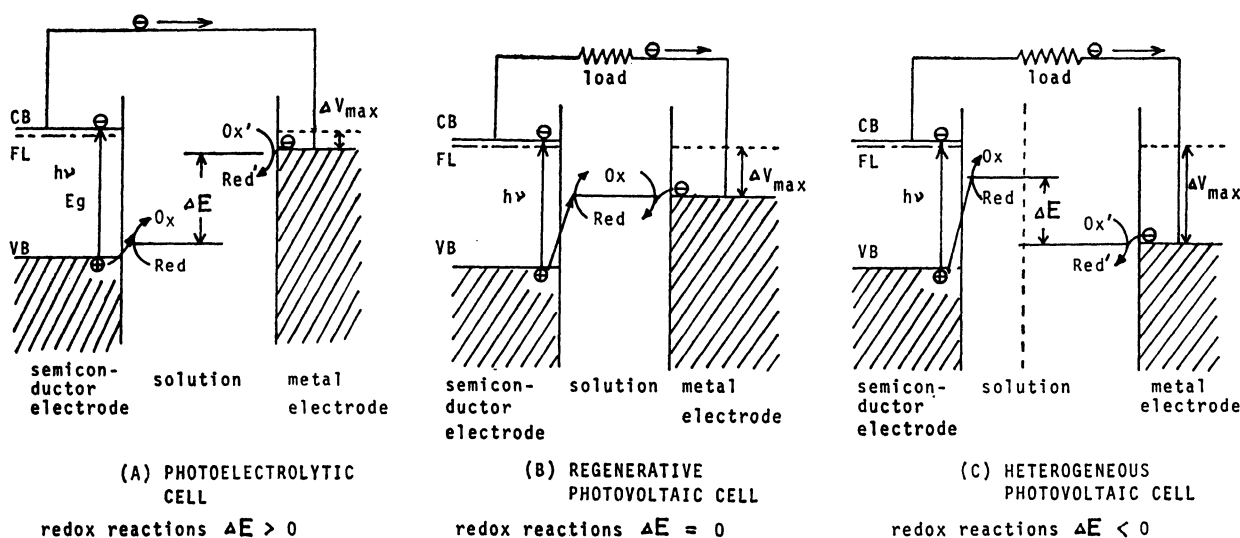 ⊖
ΔVmax
CB
⊖
Ox'
⊖
FL
Red'
hν
Eg
ΔE
Ox
VB
⊕
Red
semicon-
ductor
electrode
solution
metal
electrode
(A) PHOTOELECTROLYTIC
CELL
redox reactions ΔE > 0
⊖
load
CB
⊖
FL
Ox
⊖
ΔVmax
hν
Red
VB
⊕
semicon-
ductor
electrode
solution
metal
electrode
(B) REGENERATIVE
PHOTOVOLTAIC CELL
redox reactions ΔE = 0
⊖
load
CB
⊖
FL
Ox
hν
Red
ΔVmax
ΔE
Ox'
⊖
VB
Red'
⊕
semicon-
ductor
electrode
solution
metal
electrode
(C) HETEROGENEOUS
PHOTOVOLTAIC CELL
redox reactions ΔE < 0